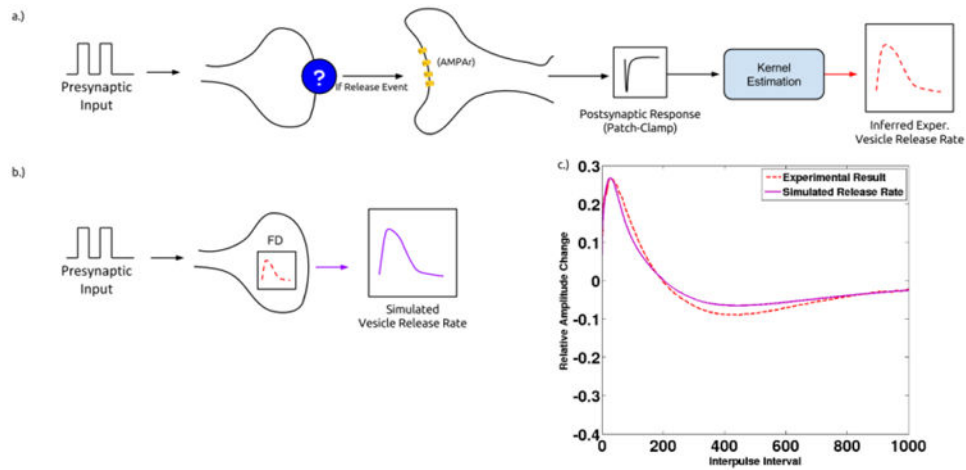 a.)
Presynaptic
Input
?
If Release Event
(AMPAr)
Postsynaptic Response
(Patch-Clamp)
Kernel
Estimation
Inferred Exper.
Vesicle Release Rate
b.)
Presynaptic
Input
FD
Simulated
Vesicle Release Rate
c.)
Experimental Result
Simulated Release Rate
Relative Amplitude Change
0.3
0.2
0.1
0
-0.1
-0.2
-0.3
-0.4
0 200 400 600 800 1000
Interpulse Interval